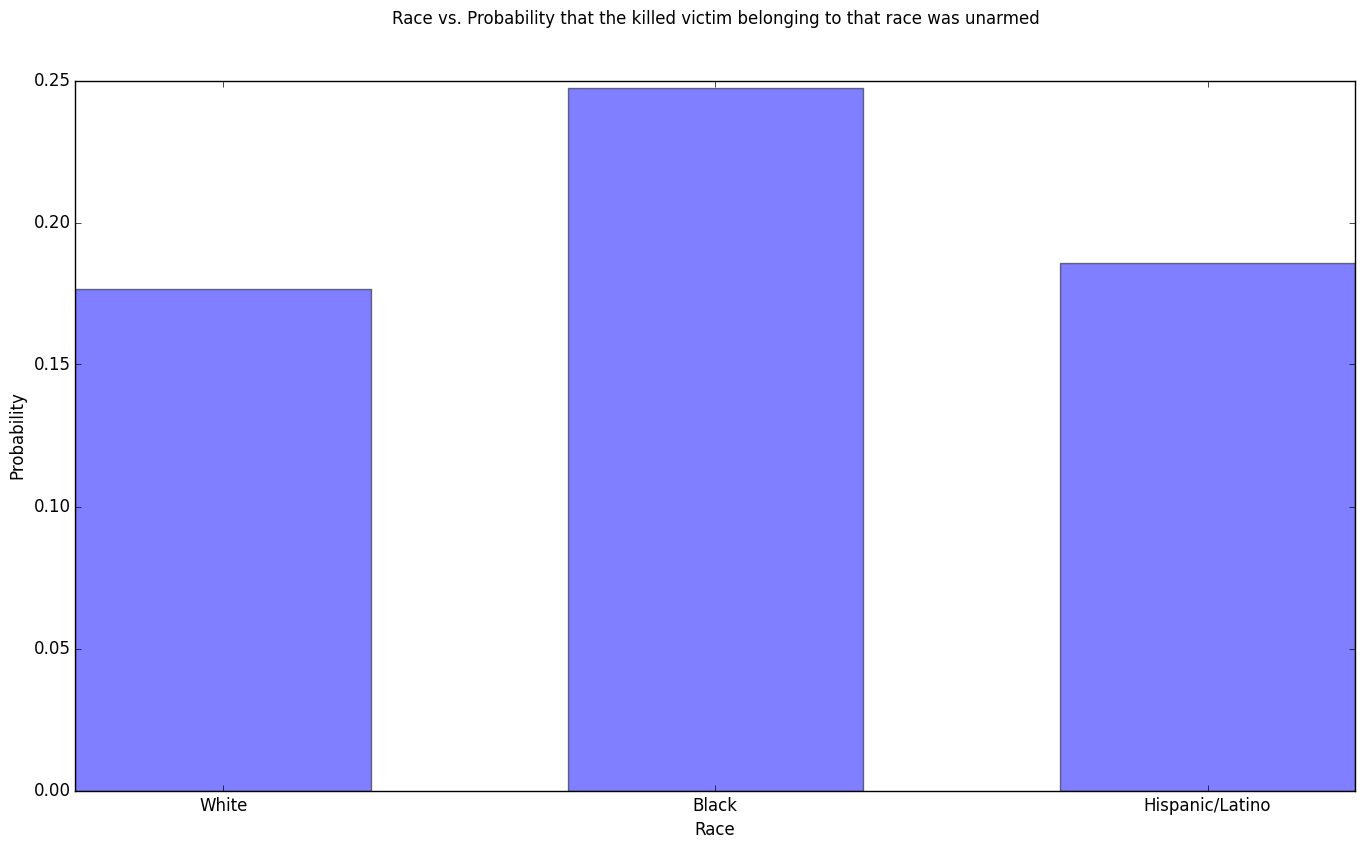 Race vs. Probability that the killed victim belonging to that race was unarmed
0.25
0.20
0.15
0.10
0.05
0.00
Probability
White Black Hispanic/Latino
Race